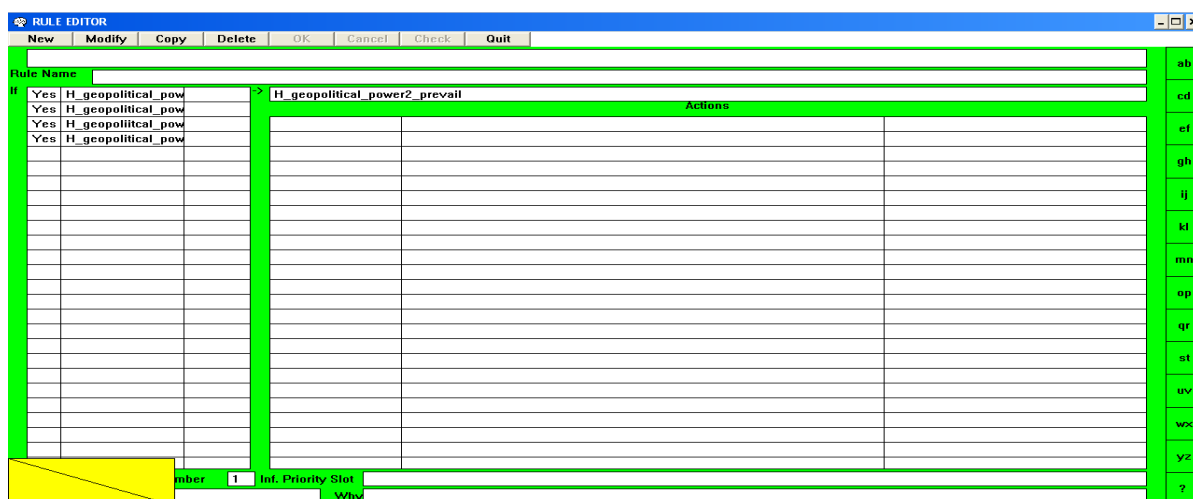 RULE EDITOR
New Modify Copy Delete OK Cancel Check Quit
Rule Name
If Yes H_geopolitical_pow -> H_geopolitical_power2_prevail
Yes H_geopolitical_pow Actions
Yes H_geopoliitcal_pow
Yes H_geopolitical_pow
mber 1 Inf. Priority Slot
Why
ab
cd
ef
gh
ij
kl
mn
op
qr
st
uv
wx
yz
?